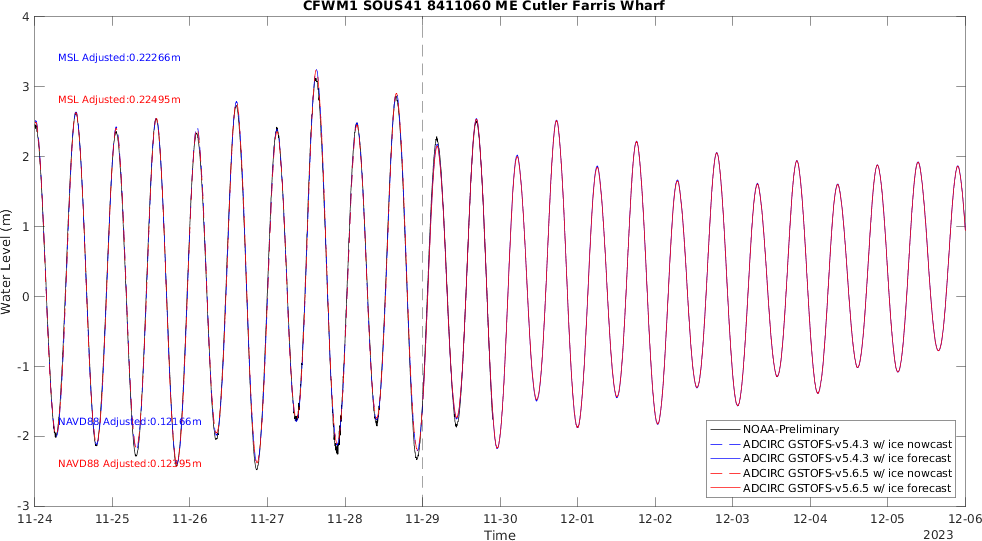 CFWM1 SOUS41 8411060 ME Cutler Farris Wharf
4
3
2
1
0
-1
-2
-3
Water Level (m)
MSL Adjusted:0.22266m
MSL Adjusted:0.22495m
NAVD88 Adjusted:0.12166m
NAVD88 Adjusted:0.12395m
NOAA-Preliminary
ADCIRC GSTOFS-v5.4.3 w/ ice nowcast
ADCIRC GSTOFS-v5.4.3 w/ ice forecast
ADCIRC GSTOFS-v5.6.5 w/ ice nowcast
ADCIRC GSTOFS-v5.6.5 w/ ice forecast
11-24 11-25 11-26 11-27 11-28 11-29 11-30 12-01 12-02 12-03 12-04 12-05 12-06
Time
2023